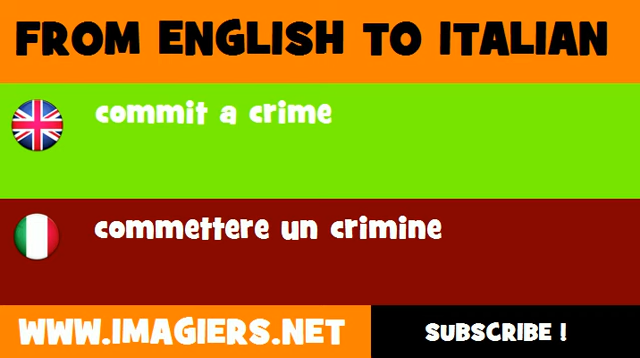 FROM ENGLISH TO ITALIAN
commit a crime
commettere un crimine
WWW.IMAGIERS.NET
SUBSCRIBE !